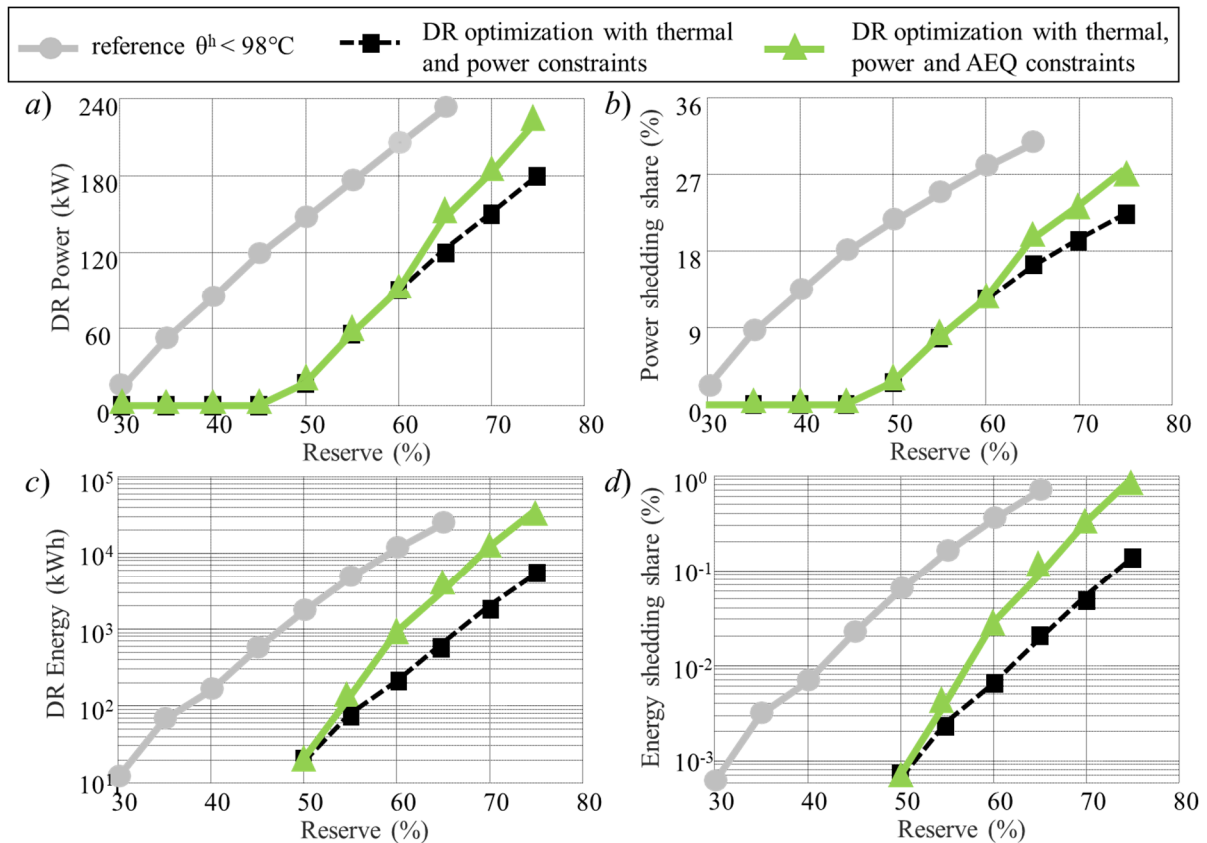 reference θʰ < 98°C
DR optimization with thermal
and power constraints
DR optimization with thermal,
power and AEQ constraints
a)
DR Power (kW)
240
180
120
60
0
30 40 50 60 70 80
Reserve (%)
b)
Power shedding share (%)
36
27
18
9
0
30 40 50 60 70 80
Reserve (%)
c)
DR Energy (kWh)
10⁵
10⁴
10³
10²
10¹
30 40 50 60 70 80
Reserve (%)
d)
Energy shedding share (%)
10⁰
10⁻¹
10⁻²
10⁻³
30 40 50 60 70 80
Reserve (%)